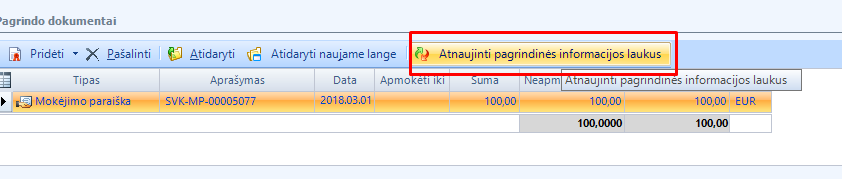 Pagrindo dokumentai
Pridėti Pašalinti Atidaryti Atidaryti naujame lange Atnaujinti pagrindinės informacijos laukus
Tipas Aprašymas Data Apmokėti iki Suma Neapm Atnaujinti pagrindinės informacijos laukus
Mokėjimo paraiška SVK-MP-00005077 2018.03.01 100,00 100,00 100,00 EUR
100,0000 100,00